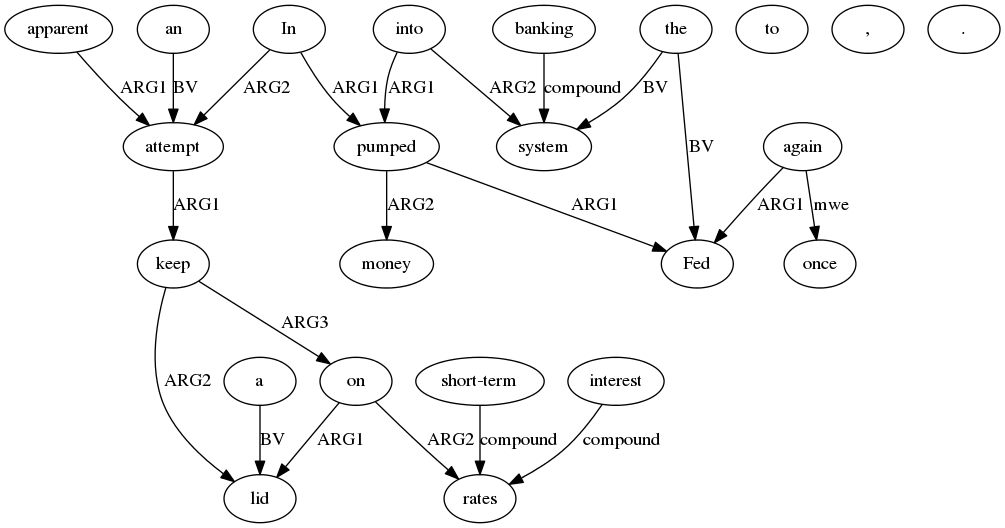 apparent an In into banking the to , .
ARG1 BV ARG2 ARG1 ARG1 ARG2 compound BV
attempt pumped system BV again
ARG1 ARG2 ARG1 ARG1 mwe
keep money Fed once
ARG3
ARG2 a on short-term interest
BV ARG1 ARG2 compound compound
lid rates